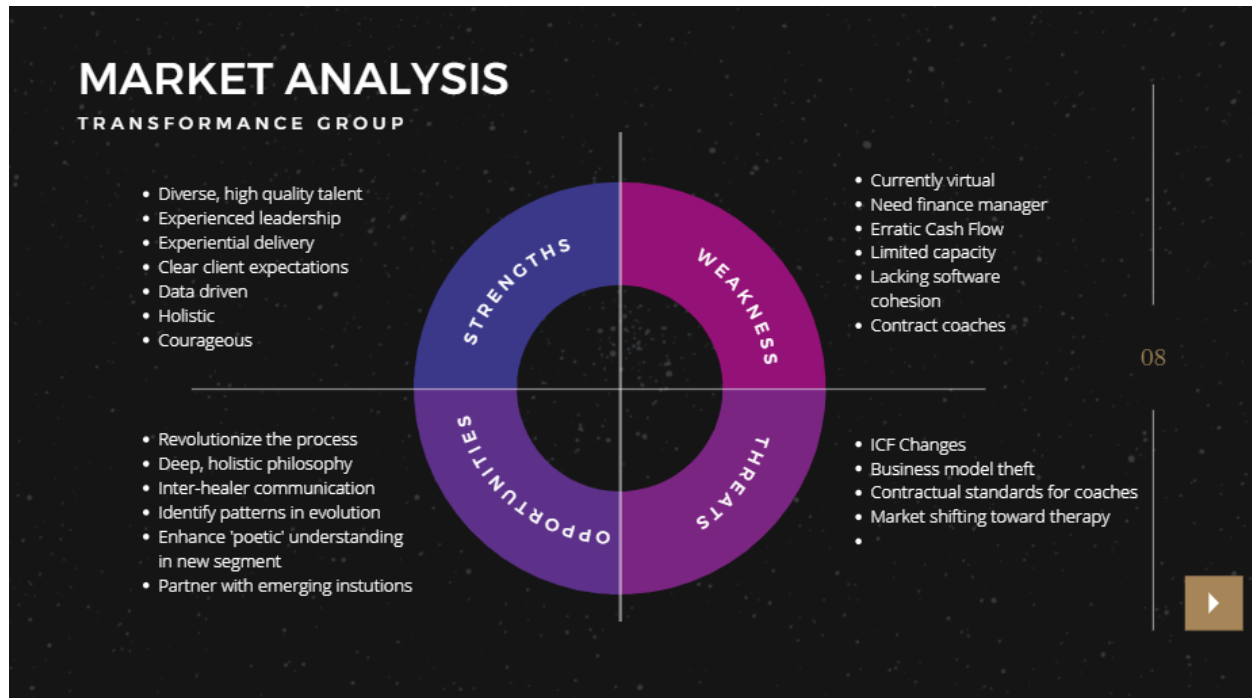 MARKET ANALYSIS
TRANSFORMANCE GROUP
• Diverse, high quality talent
• Experienced leadership
• Experiential delivery
• Clear client expectations
• Data driven
• Holistic
• Courageous
STRENGTHS
WEAKNESS
• Currently virtual
• Need finance manager
• Erratic Cash Flow
• Limited capacity
• Lacking software
cohesion
• Contract coaches
08
• Revolutionize the process
• Deep, holistic philosophy
• Inter-healer communication
• Identify patterns in evolution
• Enhance 'poetic' understanding
in new segment
• Partner with emerging instutions
OPPORTUNITIES
THREATS
• ICF Changes
• Business model theft
• Contractual standards for coaches
• Market shifting toward therapy
•